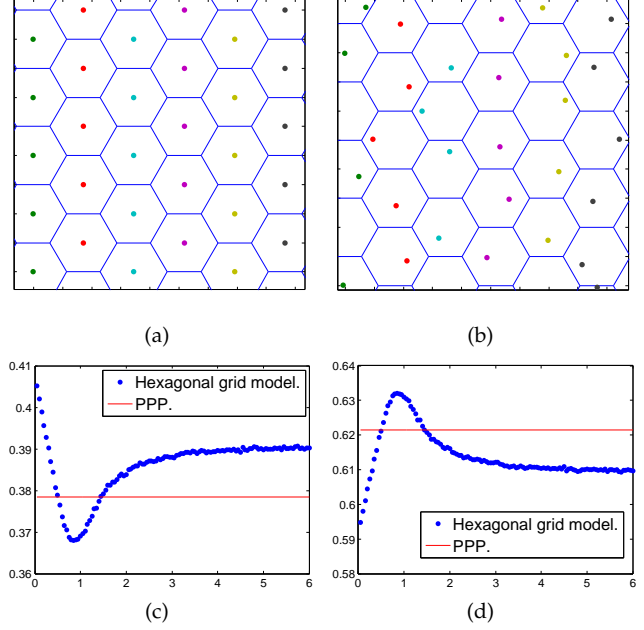 (a) (b)
0.41
0.4
0.39
0.38
0.37
0.36
0 1 2 3 4 5 6
Hexagonal grid model.
PPP.
(c)
0.64
0.63
0.62
0.61
0.6
0.59
0.58
0 1 2 3 4 5 6
Hexagonal grid model.
PPP.
(d)